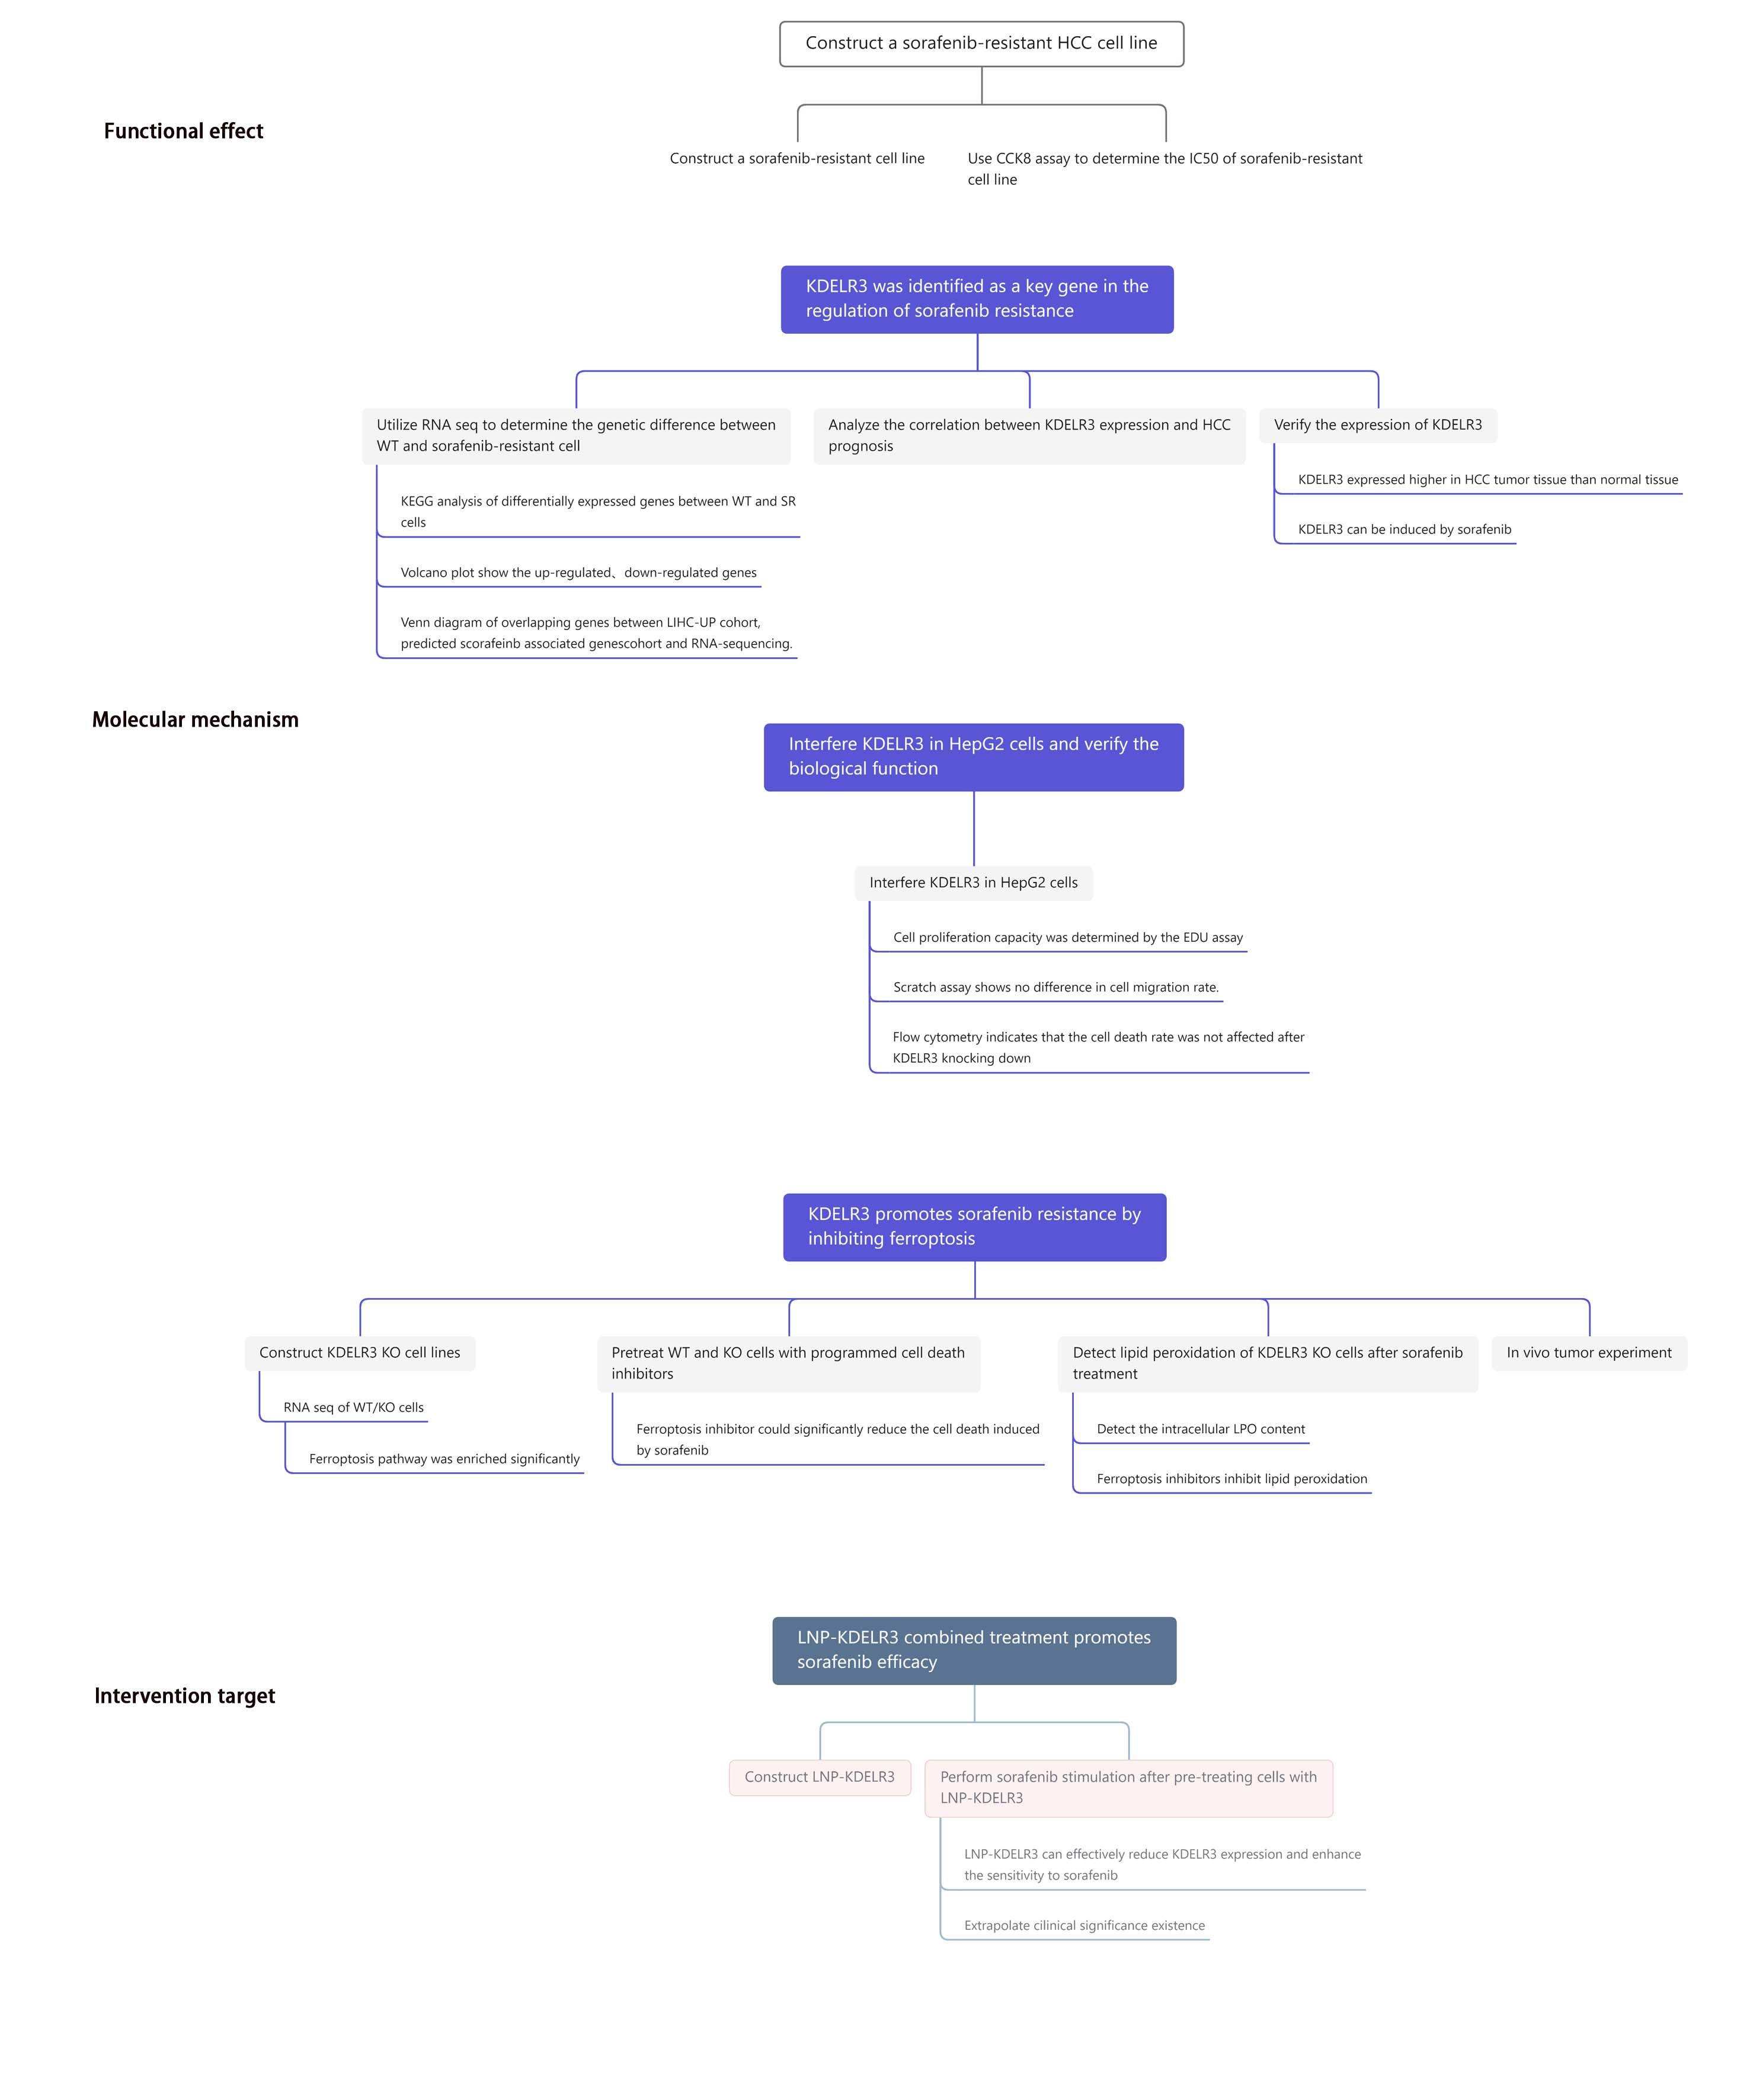 Construct a sorafenib-resistant HCC cell line
Functional effect
Construct a sorafenib-resistant cell line
Use CCK8 assay to determine the IC50 of sorafenib-resistant
cell line
KDELR3 was identified as a key gene in the
regulation of sorafenib resistance
Utilize RNA seq to determine the genetic difference between
WT and sorafenib-resistant cell
KEGG analysis of differentially expressed genes between WT and SR
cells
Volcano plot show the up-regulated、down-regulated genes
Venn diagram of overlapping genes between LIHC-UP cohort,
predicted scorafeinb associated genescohort and RNA-sequencing.
Analyze the correlation between KDELR3 expression and HCC
prognosis
Verify the expression of KDELR3
KDELR3 expressed higher in HCC tumor tissue than normal tissue
KDELR3 can be induced by sorafenib
Molecular mechanism
Interfere KDELR3 in HepG2 cells and verify the
biological function
Interfere KDELR3 in HepG2 cells
Cell proliferation capacity was determined by the EDU assay
Scratch assay shows no difference in cell migration rate.
Flow cytometry indicates that the cell death rate was not affected after
KDELR3 knocking down
KDELR3 promotes sorafenib resistance by
inhibiting ferroptosis
Construct KDELR3 KO cell lines
RNA seq of WT/KO cells
Ferroptosis pathway was enriched significantly
Pretreat WT and KO cells with programmed cell death
inhibitors
Ferroptosis inhibitor could significantly reduce the cell death induced
by sorafenib
Detect lipid peroxidation of KDELR3 KO cells after sorafenib
treatment
Detect the intracellular LPO content
Ferroptosis inhibitors inhibit lipid peroxidation
In vivo tumor experiment
LNP-KDELR3 combined treatment promotes
sorafenib efficacy
Intervention target
Construct LNP-KDELR3
Perform sorafenib stimulation after pre-treating cells with
LNP-KDELR3
LNP-KDELR3 can effectively reduce KDELR3 expression and enhance
the sensitivity to sorafenib
Extrapolate cilinical significance existence